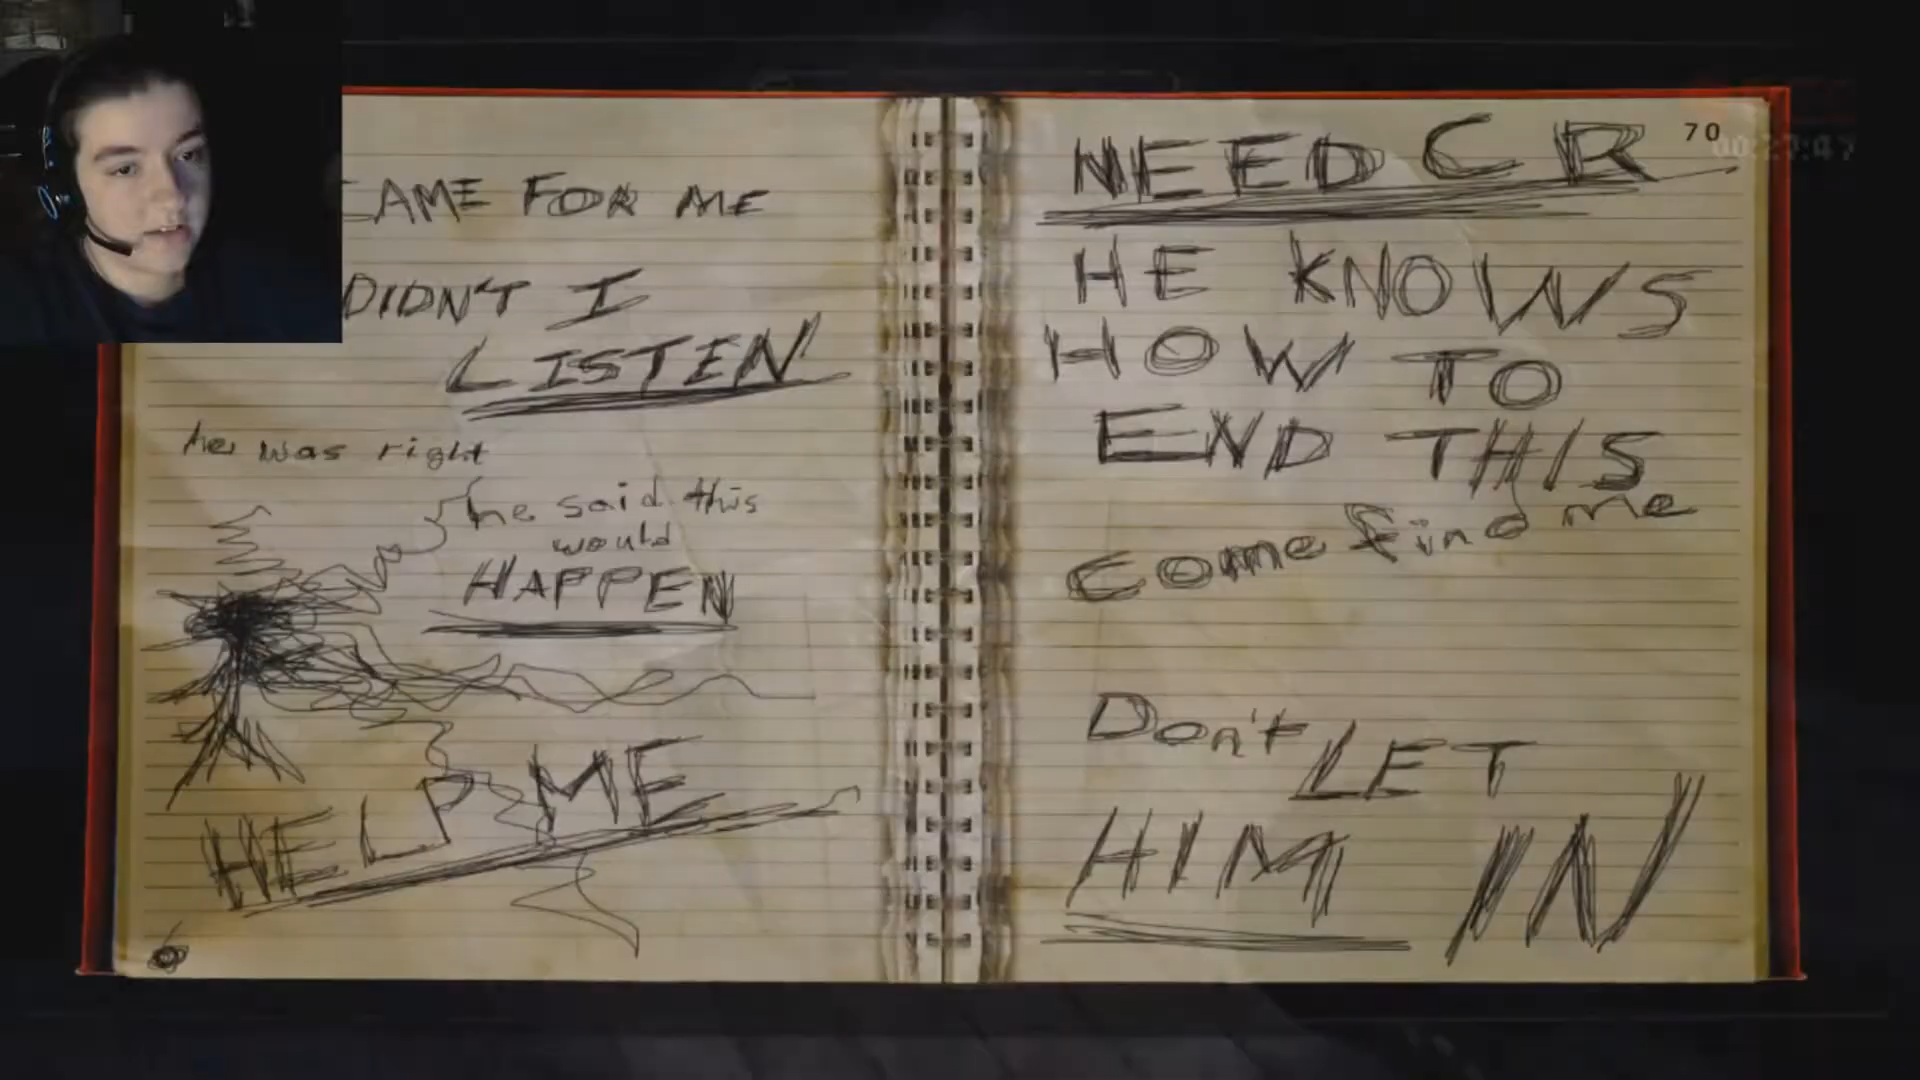 CAME FOR ME
DIDN'T I
LISTEN
he was right
he said this
would
HAPPEN
HELP ME
70
NEED CR
HE KNOWS
HOW TO
END THIS
come find me
Don't LET
HIM IN